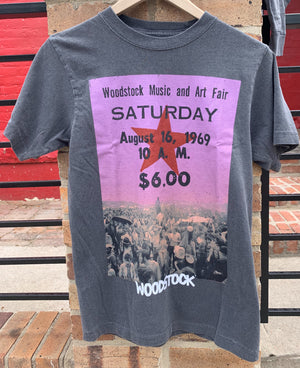 Woodstock Music and Art Fair
SATURDAY
August 16, 1969
10 A. M.
$6.00
WOODSTOCK